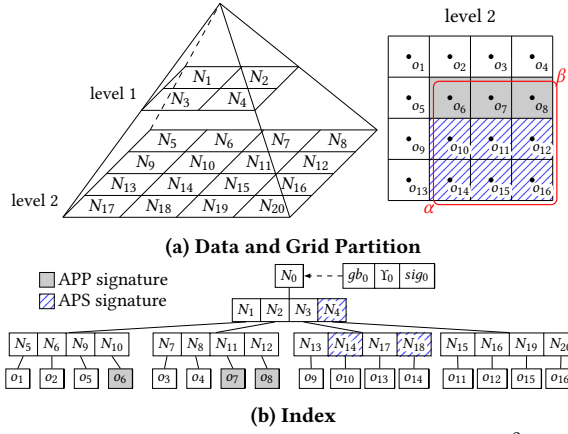 level 2
N1 N2
level 1
N3 N4
N5 N6 N7 N8
N9 N10 N11 N12
N13 N14 N15 N16
level 2
N17 N18 N19 N20
o1 o2 o3 o4
β
o5 o6 o7 o8
o9 o10 o11 o12
o13 o14 o15 o16
α
(a) Data and Grid Partition
APP signature
APS signature
N0 gb0 ϒ0 sig0
N1 N2 N3 N4
N5 N6 N9 N10 N7 N8 N11 N12 N13 N14 N17 N18 N15 N16 N19 N20
o1 o2 o5 o6 o3 o4 o7 o8 o9 o10 o13 o14 o11 o12 o15 o16
(b) Index